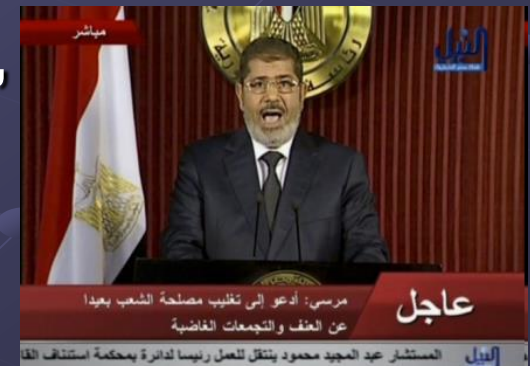 مباشر
النيل
عاجل
مرسي: أدعو إلى تغليب مصلحة الشعب بعيدا
عن العنف والتجمعات الغاضبة
النيل المستشار عبد المجيد محمود ينتقل للعمل رئيسا لدائرة بمحكمة استئناف القا